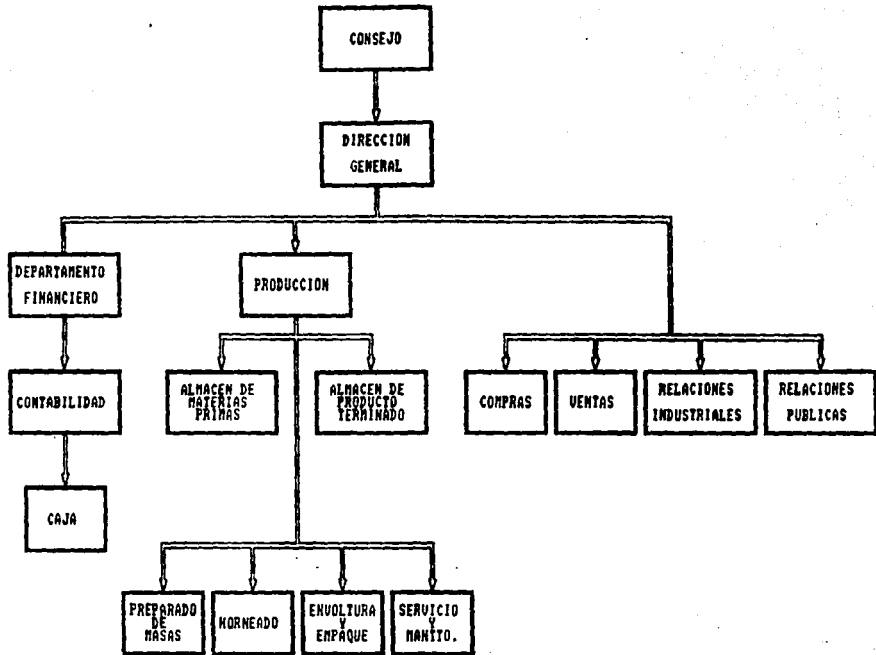 CONSEJO
DIRECCION
GENERAL
DEPARTAMENTO
FINANCIERO
PRODUCCION
CONTABILIDAD
ALMACEN DE
MATERIAS
PRIMAS
ALMACEN DE
PRODUCTO
TERMINADO
COMPRAS
VENTAS
RELACIONES
INDUSTRIALES
RELACIONES
PUBLICAS
CAJA
PREPARADO
DE
MASAS
HORNEADO
ENVOLTURA
Y
EMPAQUE
SERVICIO
Y
MANTTO.